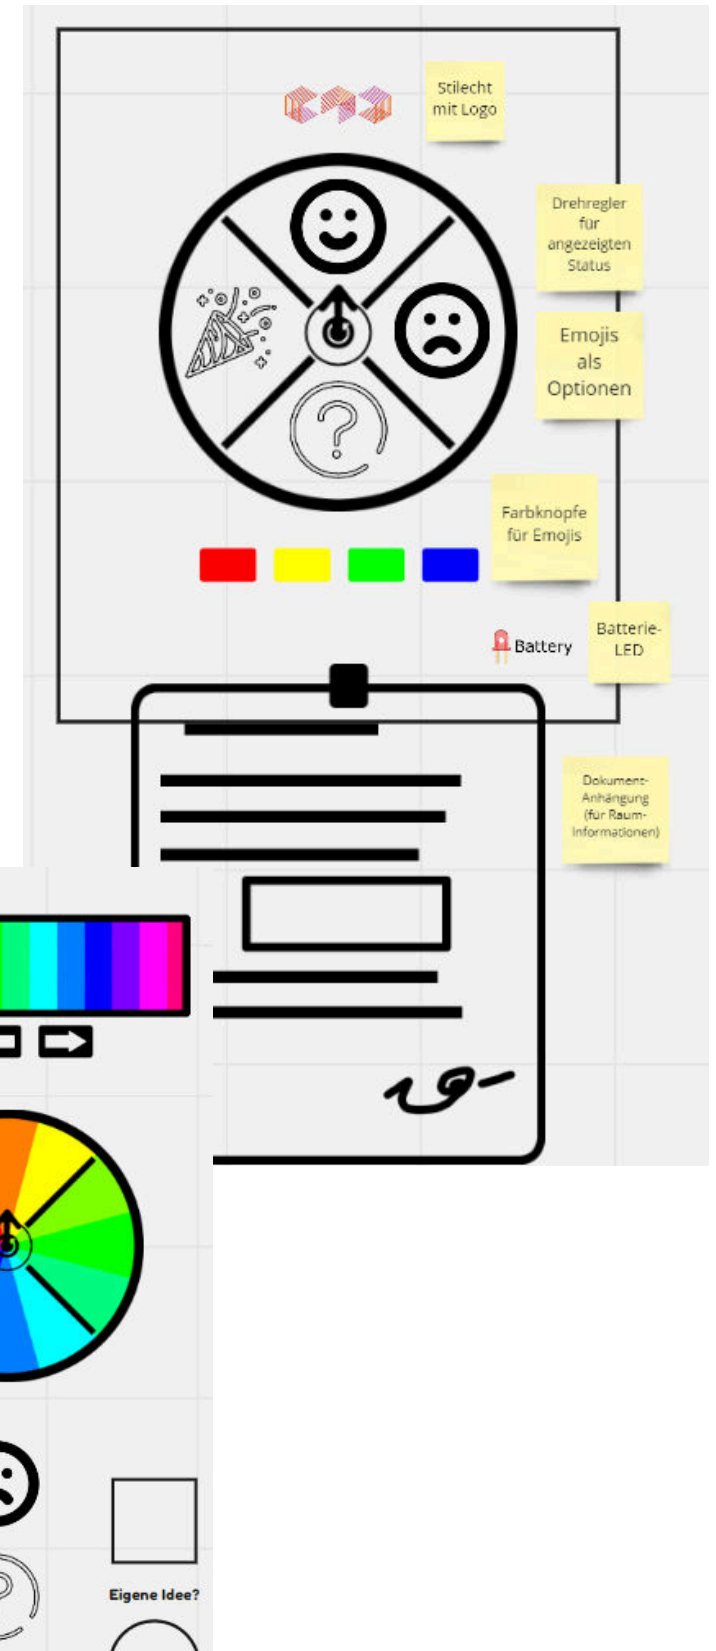 Stilecht
mit Logo
Drehregler
für
angezeigten
Status
Emojis
als
Optionen
Farbknöpfe
für Emojis
Battery
Batterie-
LED
Dokument-
Anhängung
(für Raum-
Informationen)
Eigene Idee?